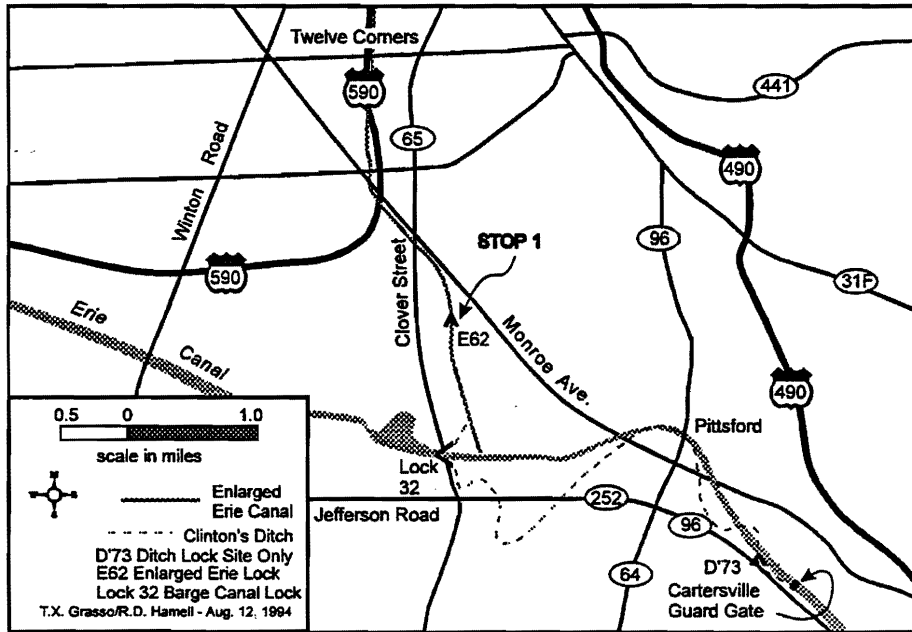 Twelve Corners
590
65
441
490
Winton Road
96
STOP 1
590
Clover Street
31F
E62
Erie
Canal
Monroe Ave.
490
0.5 0 1.0
scale in miles
Pittsford
Lock
32
Enlarged
Erie Canal
252
Jefferson Road
96
Clinton's Ditch
D'73 Ditch Lock Site Only
E62 Enlarged Erie Lock
Lock 32 Barge Canal Lock
T.X. Grasso/R.D. Hamell - Aug. 12, 1994
64
D'73
Cartersville
Guard Gate